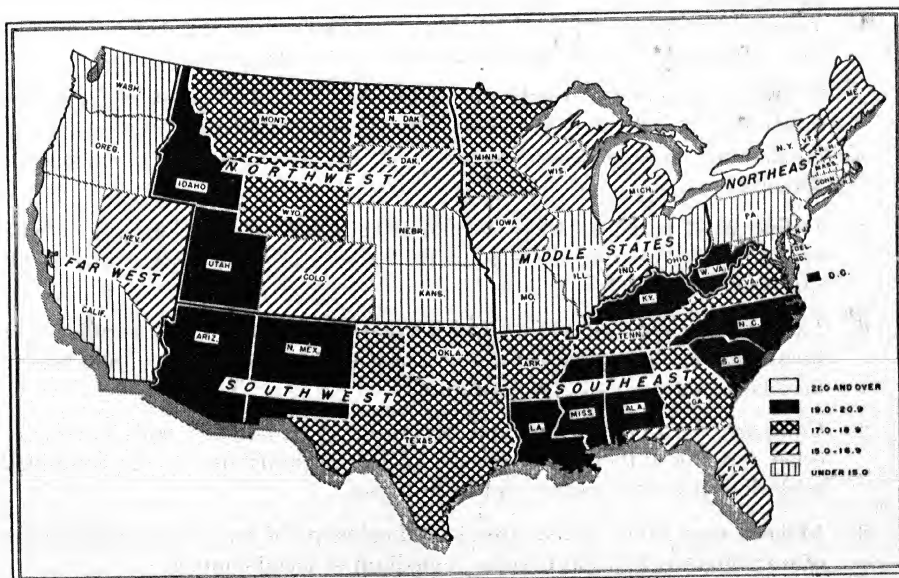 WASH.
MONT.
N. DAK.
MINN.
ME.
OREG.
IDAHO
S. DAK.
WIS.
MICH.
N.Y.
VT.
N.H.
MASS.
CONN.
R.I.
NORTHWEST
NORTHEAST
WYO.
IOWA
PA.
N.J.
NEV.
UTAH
NEBR.
MIDDLE STATES
ILL.
IND.
OHIO
W. VA.
DEL.
MD.
D.C.
FAR WEST
COLO.
KANS.
MO.
KY.
VA.
CALIF.
ARIZ.
N. MEX.
OKLA.
ARK.
TENN.
N.C.
S.C.
SOUTHWEST
SOUTHEAST
TEXAS
LA.
MISS.
ALA.
GA.
FLA.
21.0 AND OVER
19.0-20.9
17.0-18.9
15.0-16.9
UNDER 15.0